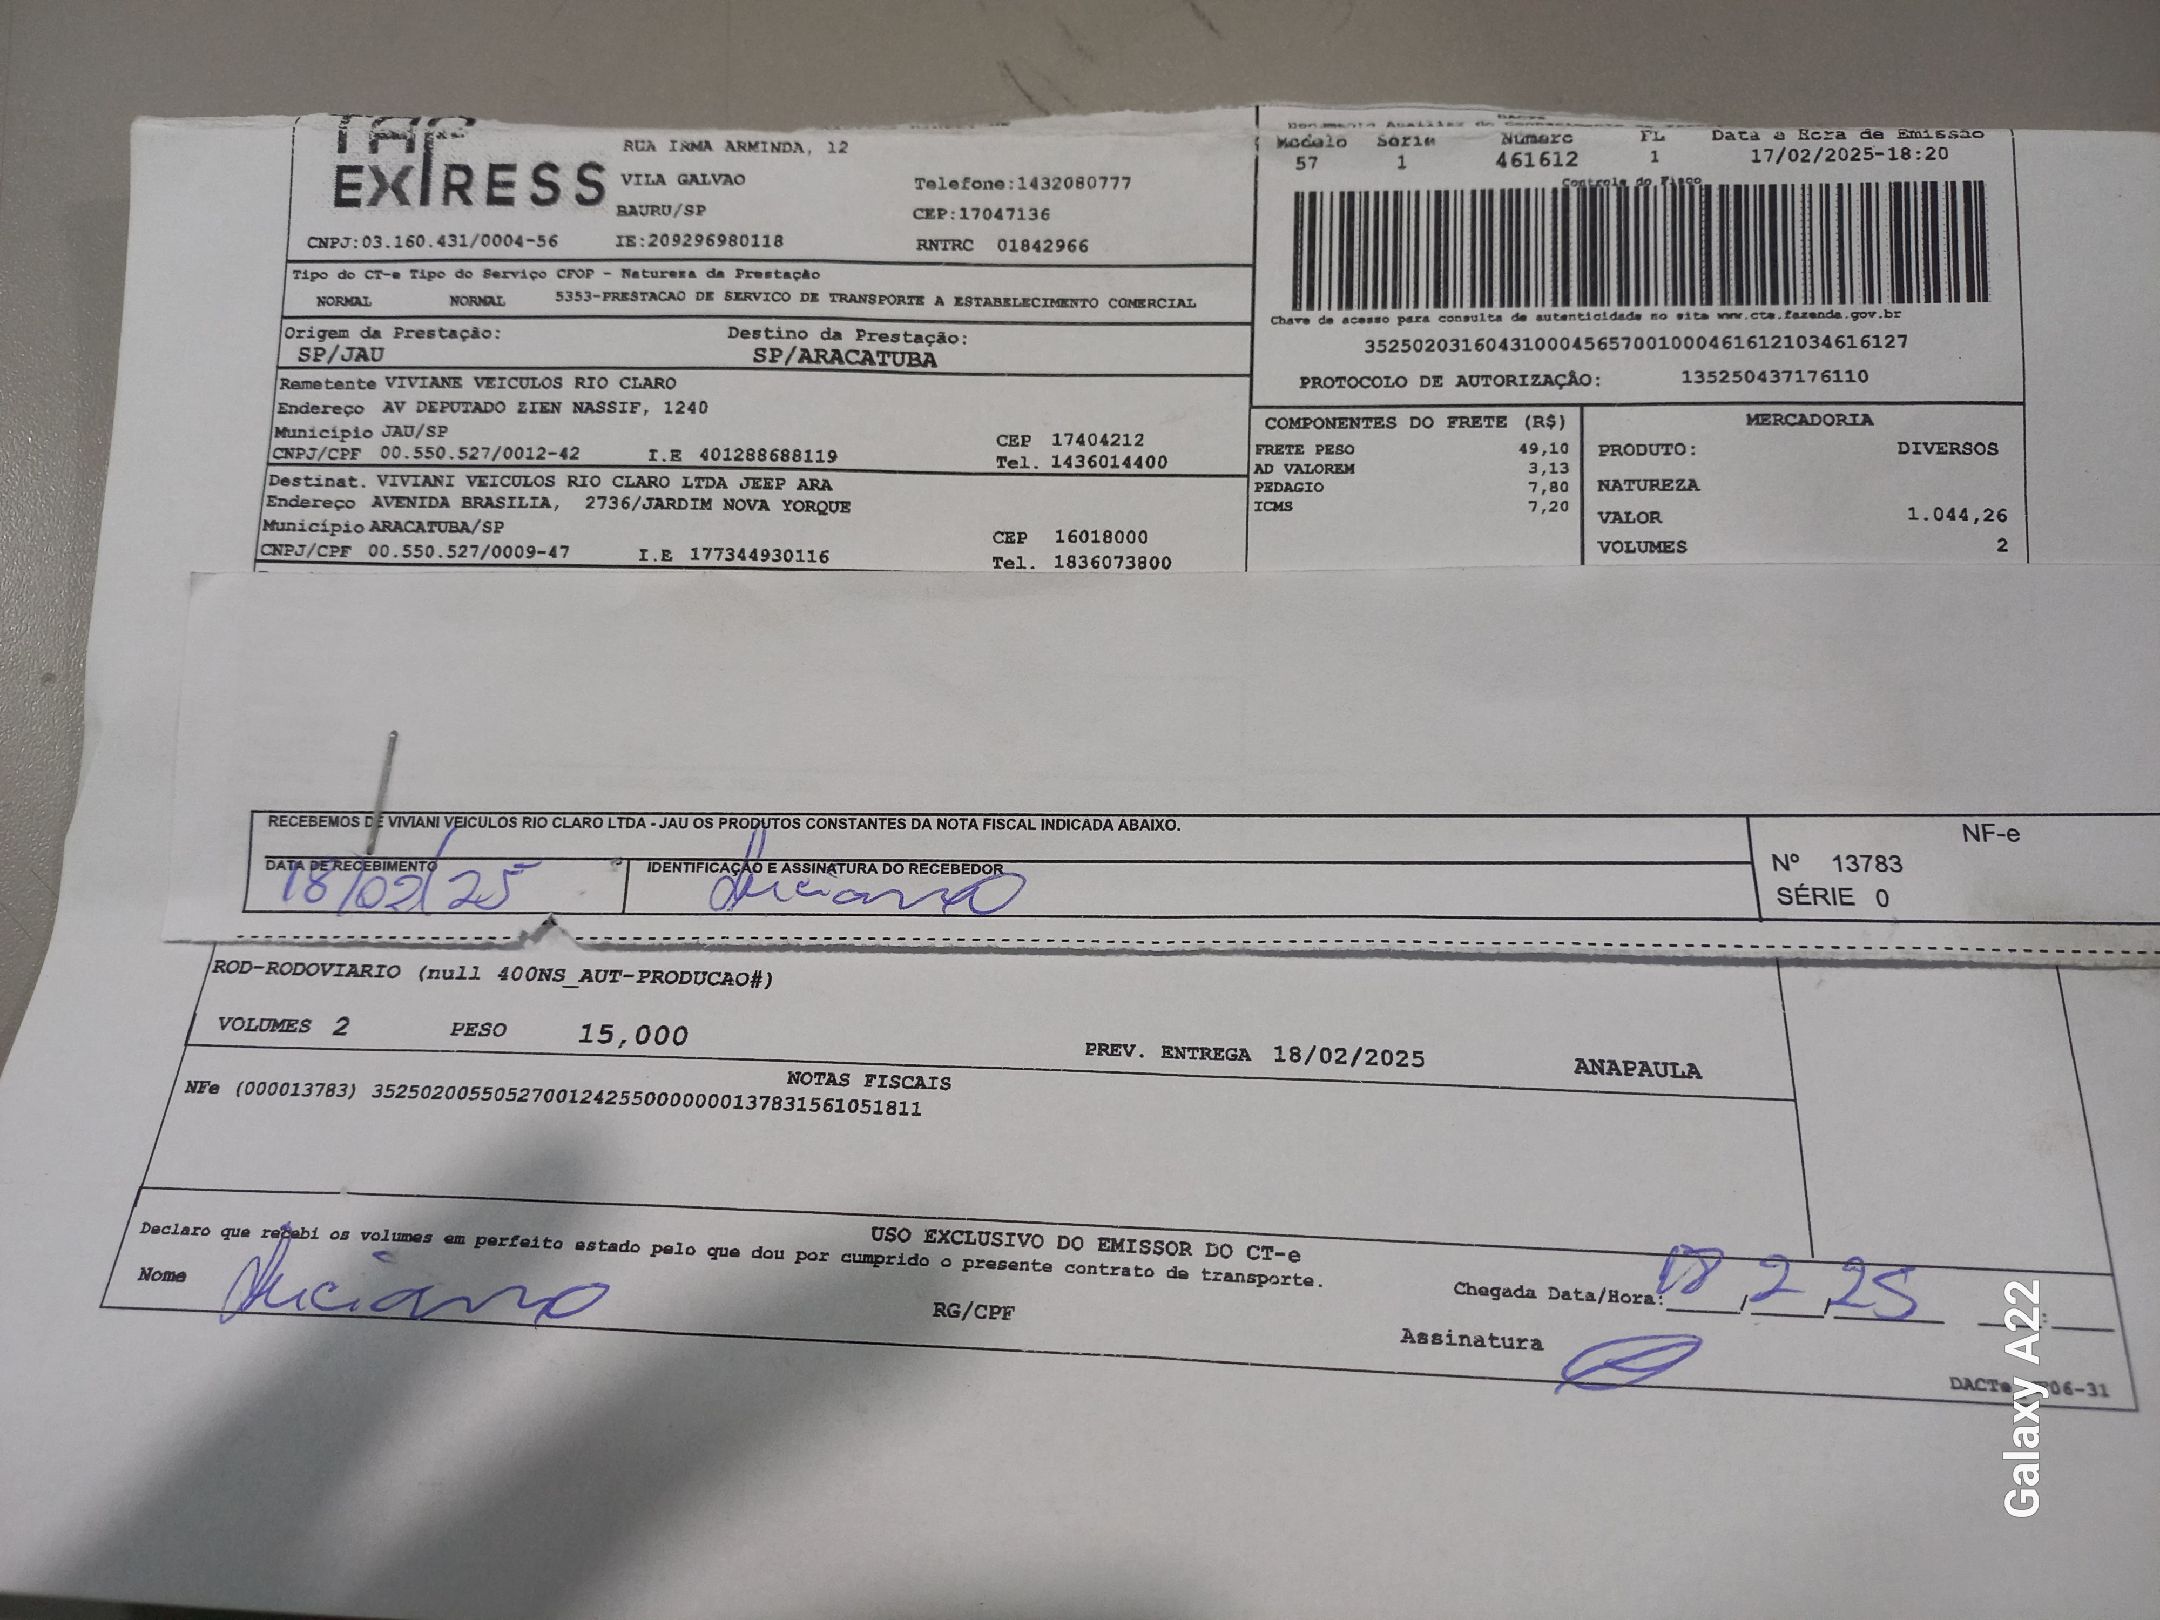 EXPRESS
RUA IRMA ARMINDA, 12
VILA GALVAO
Telefone:1432080777
BAURU/SP
CEP:17047136
CNPJ:03.160.431/0004-56
IE:209296980118
RNTRC 01842966
Modelo Serie Numero FL Data e Hora de Emissão
57 1 461612 1 17/02/2025-18:20
Controle do Fisco
Tipo do CT-e Tipo do Serviço CFOP - Natureza da Prestação
NORMAL NORMAL 5353-PRESTACAO DE SERVICO DE TRANSPORTE A ESTABELECIMENTO COMERCIAL
Origem da Prestação: Destino da Prestação:
SP/JAU SP/ARACATUBA
Chave de acesso para consulta de autenticidade no site www.cte.fazenda.gov.br
35250203160431000456570010004616121034616127
PROTOCOLO DE AUTORIZAÇÃO: 135250437176110
Remetente VIVIANE VEICULOS RIO CLARO
Endereço AV DEPUTADO ZIEN NASSIF, 1240
Município JAU/SP CEP 17404212
CNPJ/CPF 00.550.527/0012-42 I.E 401288688119 Tel. 1436014400
Destinat. VIVIANI VEICULOS RIO CLARO LTDA JEEP ARA
Endereço AVENIDA BRASILIA, 2736/JARDIM NOVA YORQUE
Município ARACATUBA/SP CEP 16018000
CNPJ/CPF 00.550.527/0009-47 I.E 177344930116 Tel. 1836073800
COMPONENTES DO FRETE (R$)
FRETE PESO 49,10
AD VALOREM 3,13
PEDAGIO 7,80
ICMS 7,20
MERCADORIA
PRODUTO: DIVERSOS
NATUREZA
VALOR 1.044,26
VOLUMES 2
RECEBEMOS DE VIVIANI VEICULOS RIO CLARO LTDA - JAU OS PRODUTOS CONSTANTES DA NOTA FISCAL INDICADA ABAIXO.
DATA DE RECEBIMENTO
18/02/25
IDENTIFICAÇÃO E ASSINATURA DO RECEBEDOR
Luciano
NF-e
Nº 13783
SÉRIE 0
ROD-RODOVIARIO (null 400NS_AUT-PRODUCAO#)
VOLUMES 2 PESO 15,000 PREV. ENTREGA 18/02/2025 ANAPAULA
NOTAS FISCAIS
NFe (000013783) 35250200550527001242550000000137831561051811
USO EXCLUSIVO DO EMISSOR DO CT-e
Declaro que recebi os volumes em perfeito estado pelo que dou por cumprido o presente contrato de transporte.
Nome Luciano RG/CPF
Chegada Data/Hora: 18 / 2 / 25 :
Assinatura
DACTe 06-31
Galaxy A22